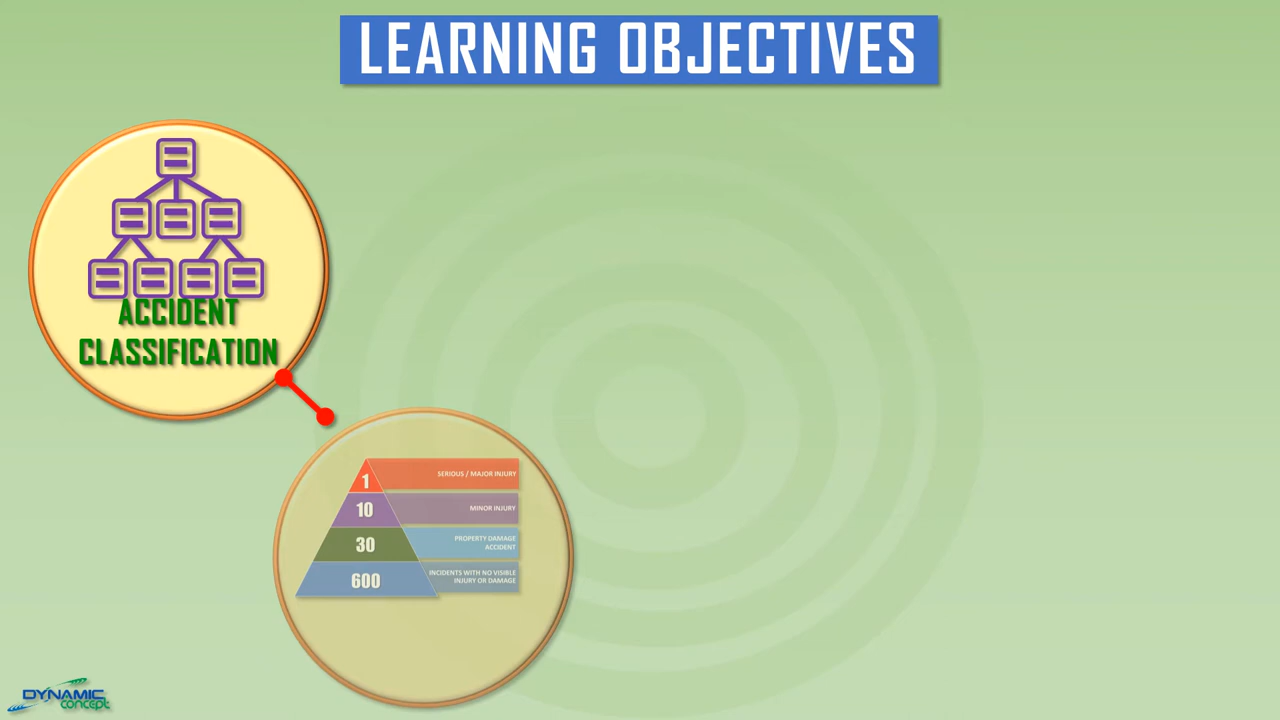 LEARNING OBJECTIVES
ACCIDENT
CLASSIFICATION
1
SERIOUS / MAJOR INJURY
10
MINOR INJURY
30
PROPERTY DAMAGE
ACCIDENT
600
INCIDENTS WITH NO VISIBLE
INJURY OR DAMAGE
DYNAMIC
concept